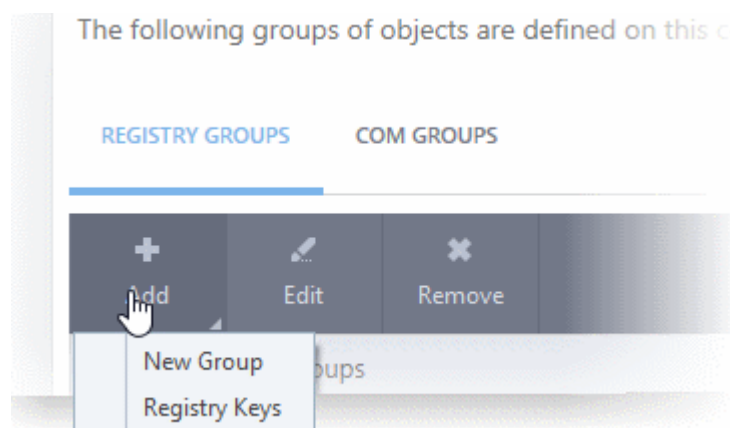 The following groups of objects are defined on this
REGISTRY GROUPS COM GROUPS
Add Edit Remove
New Group
Registry Keys